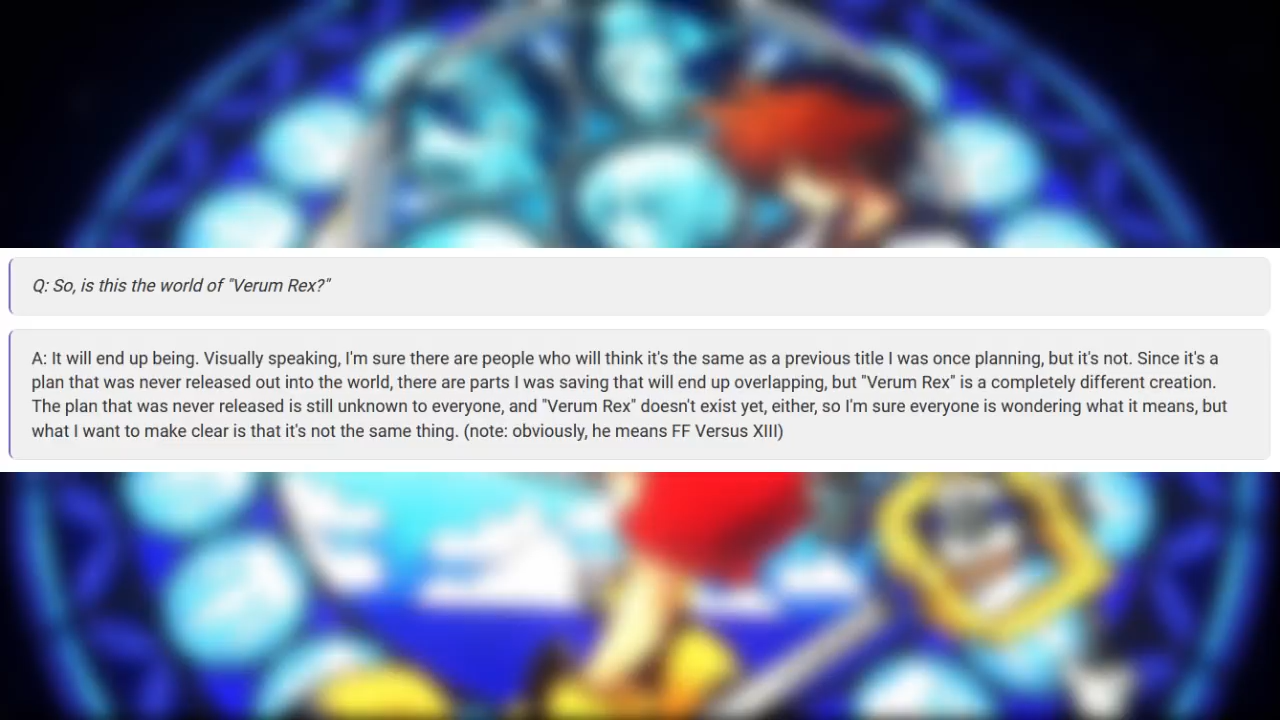 Q: So, is this the world of "Verum Rex?"
A: It will end up being. Visually speaking, I'm sure there are people who will think it's the same as a previous title I was once planning, but it's not. Since it's a
plan that was never released out into the world, there are parts I was saving that will end up overlapping, but "Verum Rex" is a completely different creation.
The plan that was never released is still unknown to everyone, and "Verum Rex" doesn't exist yet, either, so I'm sure everyone is wondering what it means, but
what I want to make clear is that it's not the same thing. (note: obviously, he means FF Versus XIII)